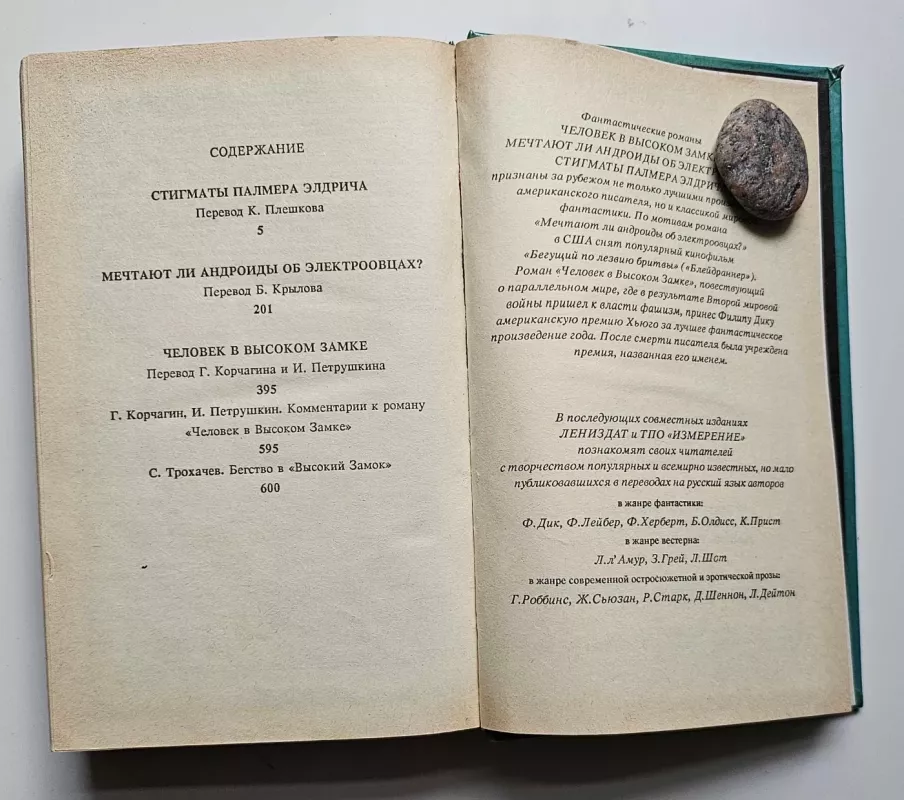 СОДЕРЖАНИЕ
СТИГМАТЫ ПАЛМЕРА ЭЛДРИЧА
Перевод К. Плешкова
5
МЕЧТАЮТ ЛИ АНДРОИДЫ ОБ ЭЛЕКТРООВЦАХ?
Перевод Б. Крылова
201
ЧЕЛОВЕК В ВЫСОКОМ ЗАМКЕ
Перевод Г. Корчагина и И. Петрушкина
395
Г. Корчагин, И. Петрушкин. Комментарии к роману
«Человек в Высоком Замке»
595
С. Трохачев. Бегство в «Высокий Замок»
600
Фантастические романы
ЧЕЛОВЕК В ВЫСОКОМ ЗАМК
МЕЧТАЮТ ЛИ АНДРОИДЫ ОБ ЭЛЕКТ
СТИГМАТЫ ПАЛМЕРА ЭЛДРИЧ
признаны за рубежом не только лучшими прои
американского писателя, но и классикой мир
фантастики. По мотивам романа
«Мечтают ли андроиды об электроовцах?»
в США снят популярный кинофильм
«Бегущий по лезвию бритвы» («Блейдраннер»).
Роман «Человек в Высоком Замке», повествующий
о параллельном мире, где в результате Второй мировой
войны пришел к власти фашизм, принес Филипу Дику
американскую премию Хьюго за лучшее фантастическое
произведение года. После смерти писателя была учреждена
премия, названная его именем.
В последующих совместных изданиях
ЛЕНИЗДАТ и ТПО «ИЗМЕРЕНИЕ»
познакомят своих читателей
с творчеством популярных и всемирно известных, но мало
публиковавшихся в переводах на русский язык авторов
в жанре фантастики:
Ф.Дик, Ф.Лейбер, Ф.Херберт, Б.Олдисс, К.Прист
в жанре вестерна:
Л.л'Амур, З.Грей, Л.Шот
в жанре современной остросюжетной и эротической прозы:
Г.Роббинс, Ж.Сьюзан, Р.Старк, Д.Шеннон, Л.Дейтон